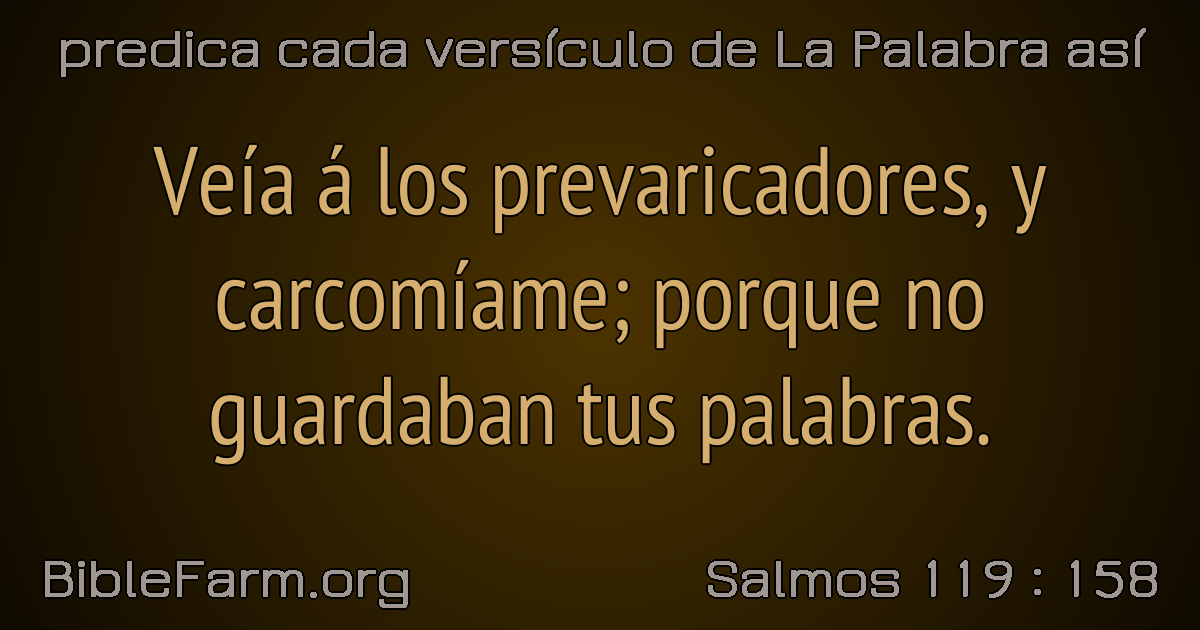 predica cada versículo de La Palabra así
Veía á los prevaricadores, y
carcomíame; porque no
guardaban tus palabras.
BibleFarm.org
Salmos 119 : 158